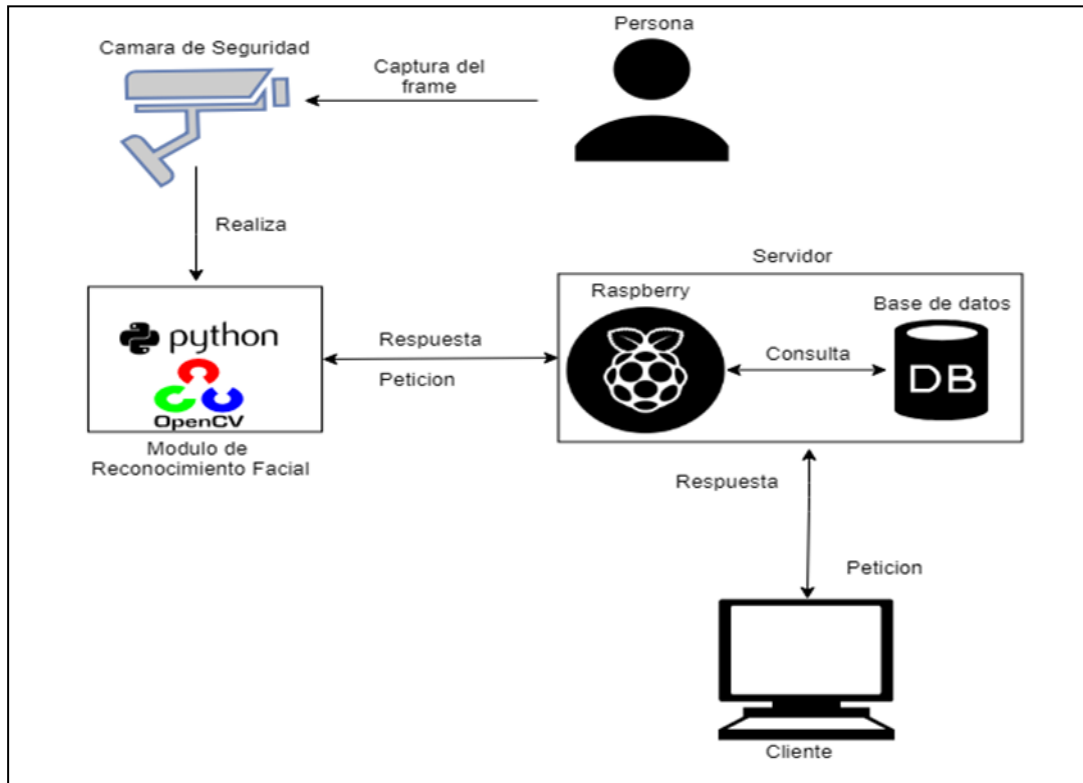 Persona
Camara de Seguridad
Captura del
frame
Realiza
Servidor
Raspberry
Base de datos
python
OpenCV
Respuesta
Peticion
Consulta
DB
Modulo de
Reconocimiento Facial
Respuesta
Peticion
Cliente